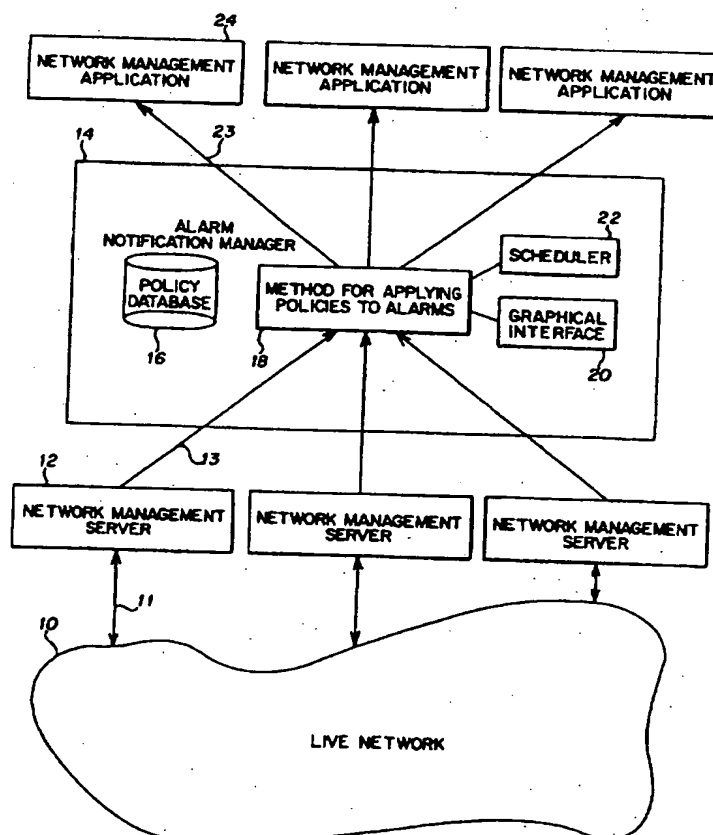 24
NETWORK MANAGEMENT
APPLICATION
NETWORK MANAGEMENT
APPLICATION
NETWORK MANAGEMENT
APPLICATION
23
14
ALARM
NOTIFICATION MANAGER
POLICY
DATABASE
16
METHOD FOR APPLYING
POLICIES TO ALARMS
18
22
SCHEDULER
GRAPHICAL
INTERFACE
20
13
12
NETWORK MANAGEMENT
SERVER
NETWORK MANAGEMENT
SERVER
NETWORK MANAGEMENT
SERVER
11
10
LIVE NETWORK